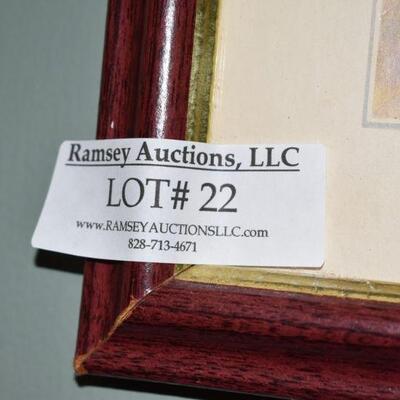 Ramsey Auctions, LLC
LOT# 22
www.RAMSEYAUCTIONSLLC.com
828-713-4671